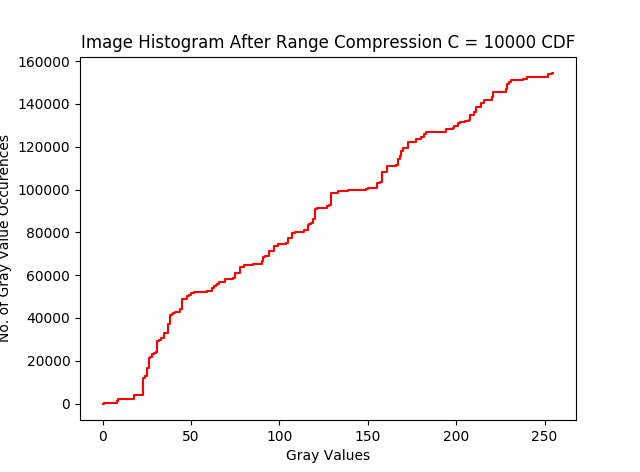 Image Histogram After Range Compression C = 10000 CDF
160000
140000
120000
100000
80000
60000
40000
20000
0
No. of Gray Value Occurences
0 50 100 150 200 250
Gray Values